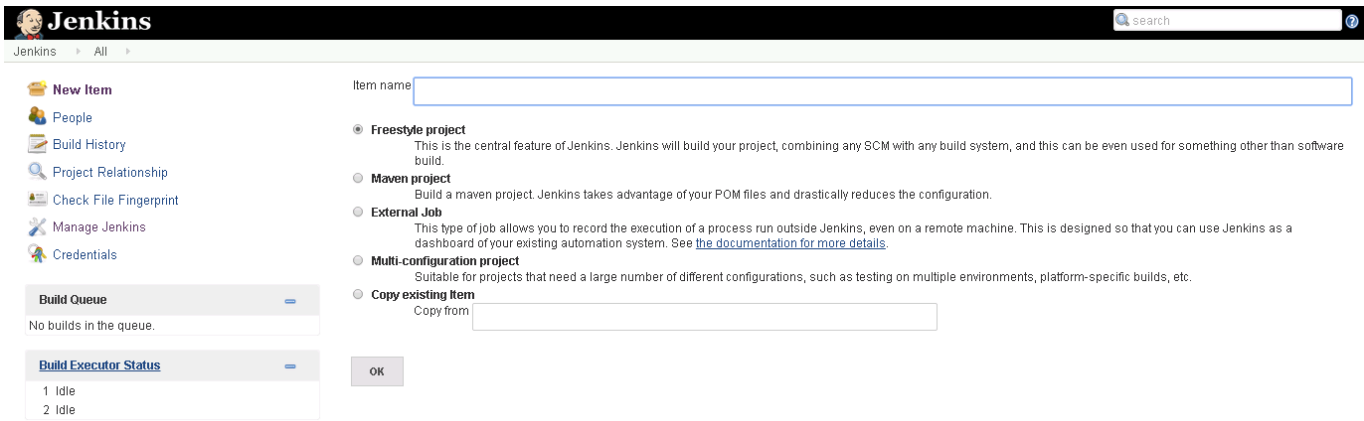 Jenkins
search
Jenkins All
New Item
People
Build History
Project Relationship
Check File Fingerprint
Manage Jenkins
Credentials
Build Queue
No builds in the queue.
Build Executor Status
1 Idle
2 Idle
Item name
Freestyle project
This is the central feature of Jenkins. Jenkins will build your project, combining any SCM with any build system, and this can be even used for something other than software
build.
Maven project
Build a maven project. Jenkins takes advantage of your POM files and drastically reduces the configuration.
External Job
This type of job allows you to record the execution of a process run outside Jenkins, even on a remote machine. This is designed so that you can use Jenkins as a
dashboard of your existing automation system. See the documentation for more details.
Multi-configuration project
Suitable for projects that need a large number of different configurations, such as testing on multiple environments, platform-specific builds, etc.
Copy existing Item
Copy from
OK